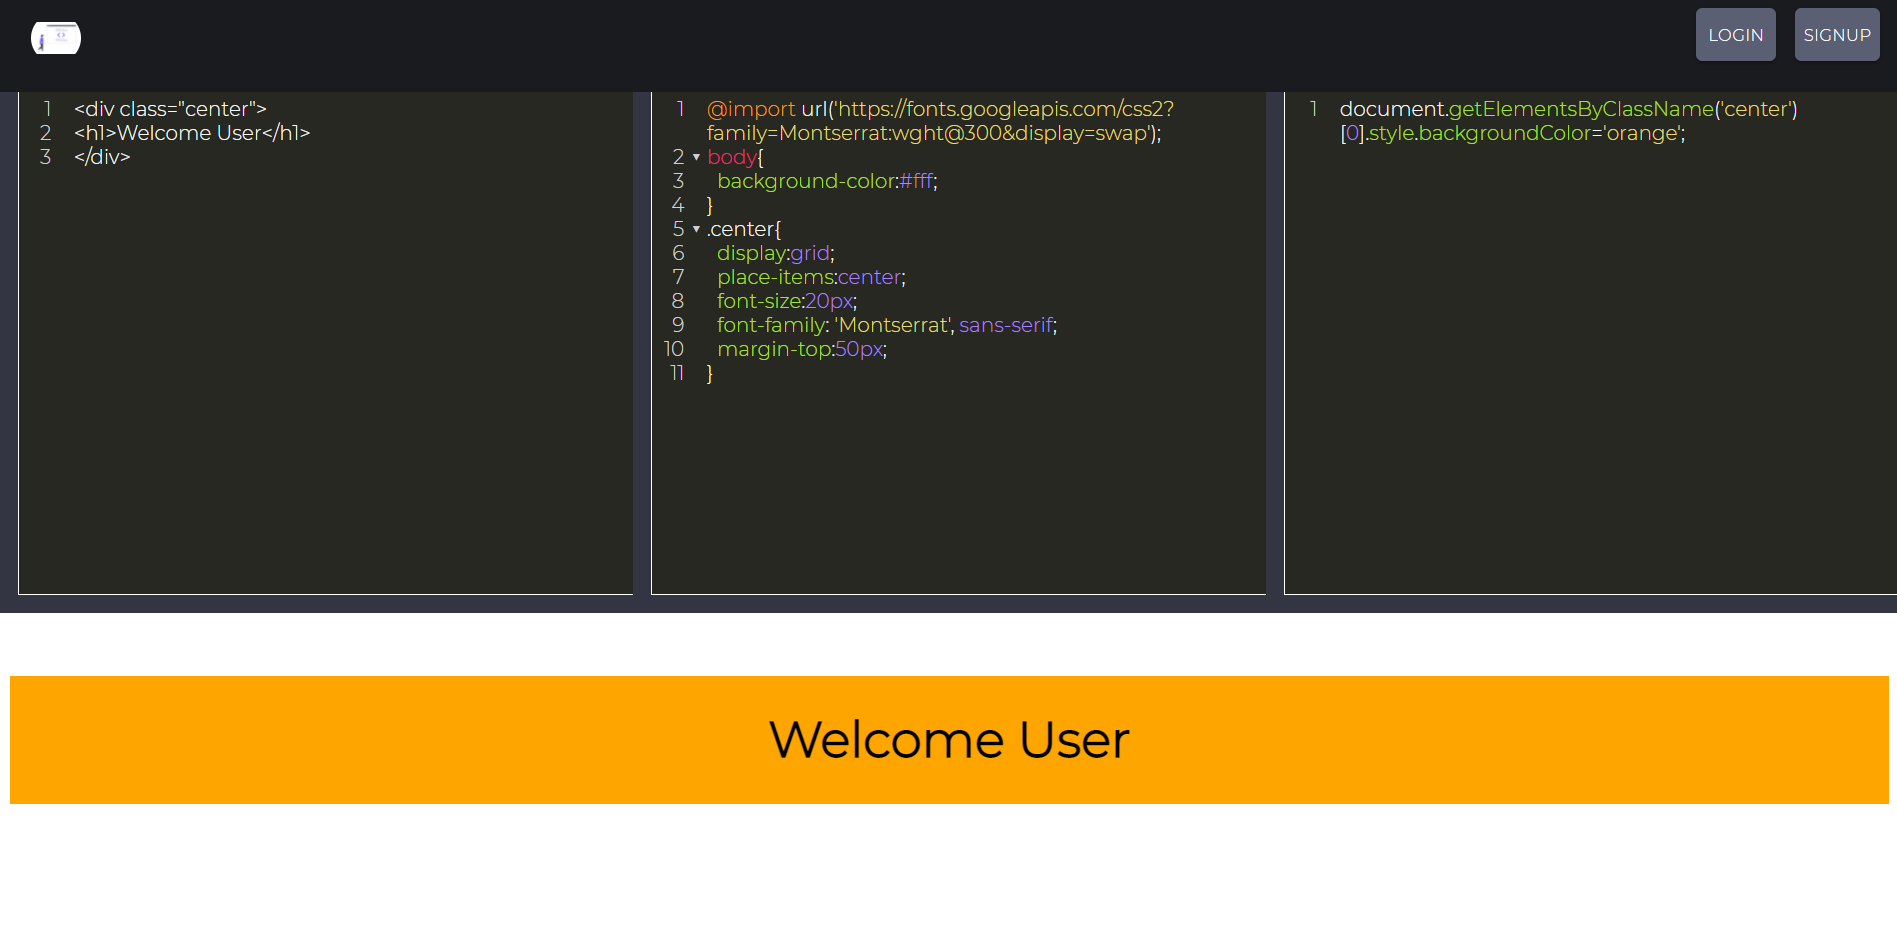 LOGIN SIGNUP
1 <div class="center">
2 <h1>Welcome User</h1>
3 </div>
1 @import url('https://fonts.googleapis.com/css2?
family=Montserrat:wght@300&display=swap');
2 body{
3 background-color:#fff;
4 }
5 .center{
6 display:grid;
7 place-items:center;
8 font-size:20px;
9 font-family: 'Montserrat', sans-serif;
10 margin-top:50px;
11 }
1 document.getElementsByClassName('center')
[0].style.backgroundColor='orange';
Welcome User